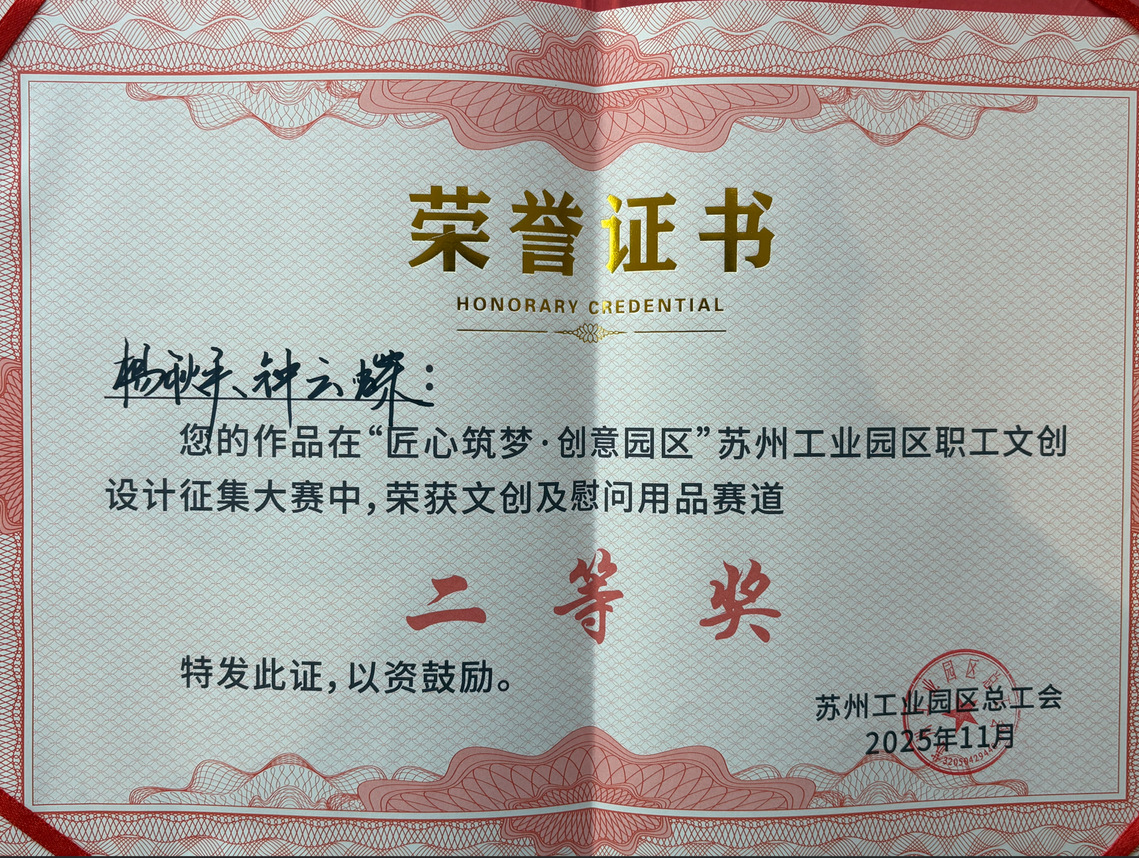 荣誉证书
HONORARY CREDENTIAL
杨秋平、钟云蝶:
您的作品在“匠心筑梦·创意园区”苏州工业园区职工文创
设计征集大赛中,荣获文创及慰问用品赛道
二等奖
特发此证,以资鼓励。
苏州工业园区总工会
2025年11月